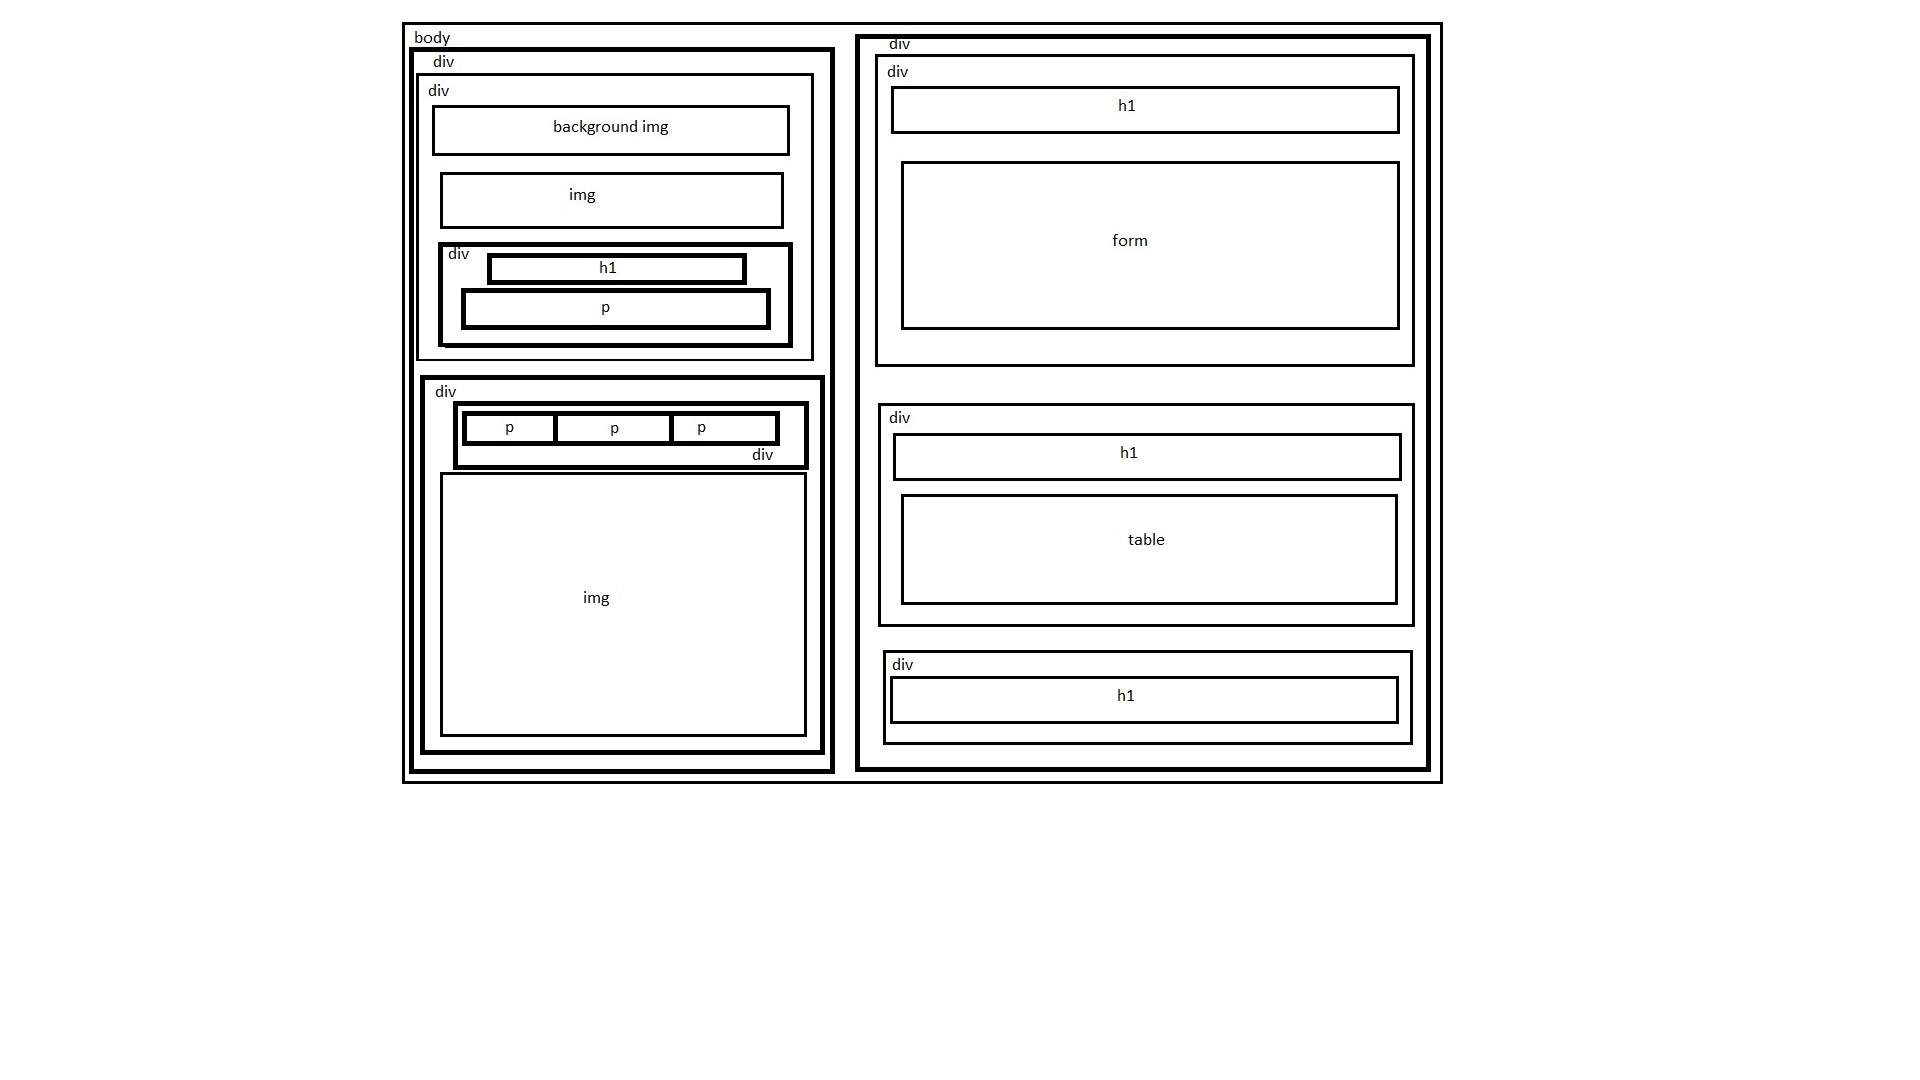 body
div
div
background img
img
div
h1
p
div
p p p
div
img
div
div
h1
form
div
h1
table
div
h1